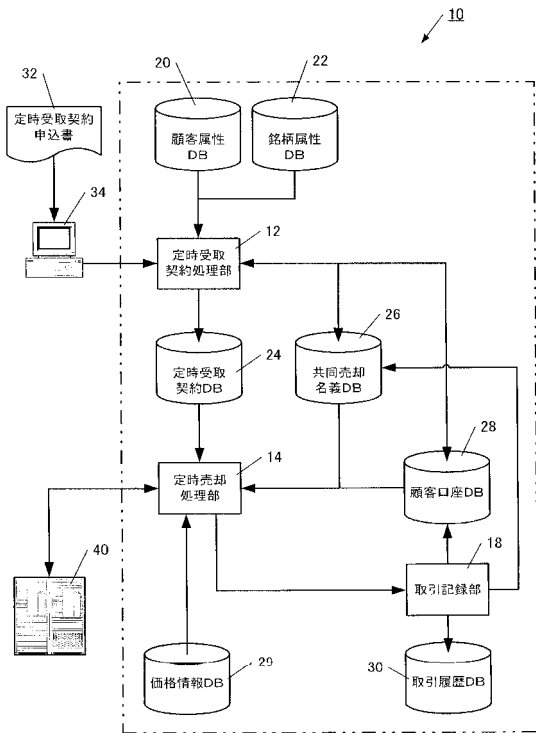 10
32
20
22
定時受取契約
申込書
顧客属性
DB
銘柄属性
DB
34
12
定時受取
契約処理部
26
24
定時受取
契約DB
共同売却
名義DB
28
14
定時売却
処理部
顧客口座DB
40
18
取引記録部
価格情報DB
29
30
取引履歴DB